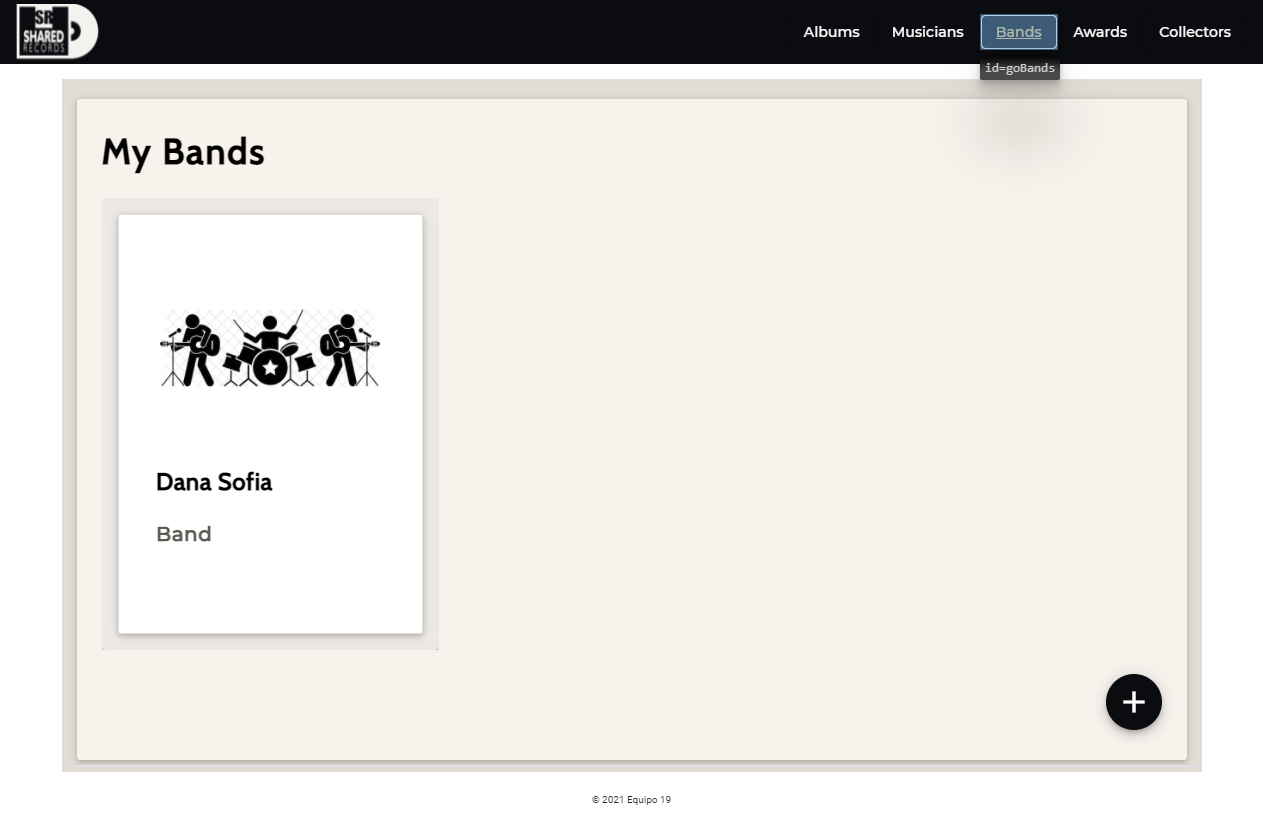 SR
SHARED
RECORDS
Albums
Musicians
Bands
Awards
Collectors
id=goBands
My Bands
Dana Sofia
Band
+
© 2021 Equipo 19